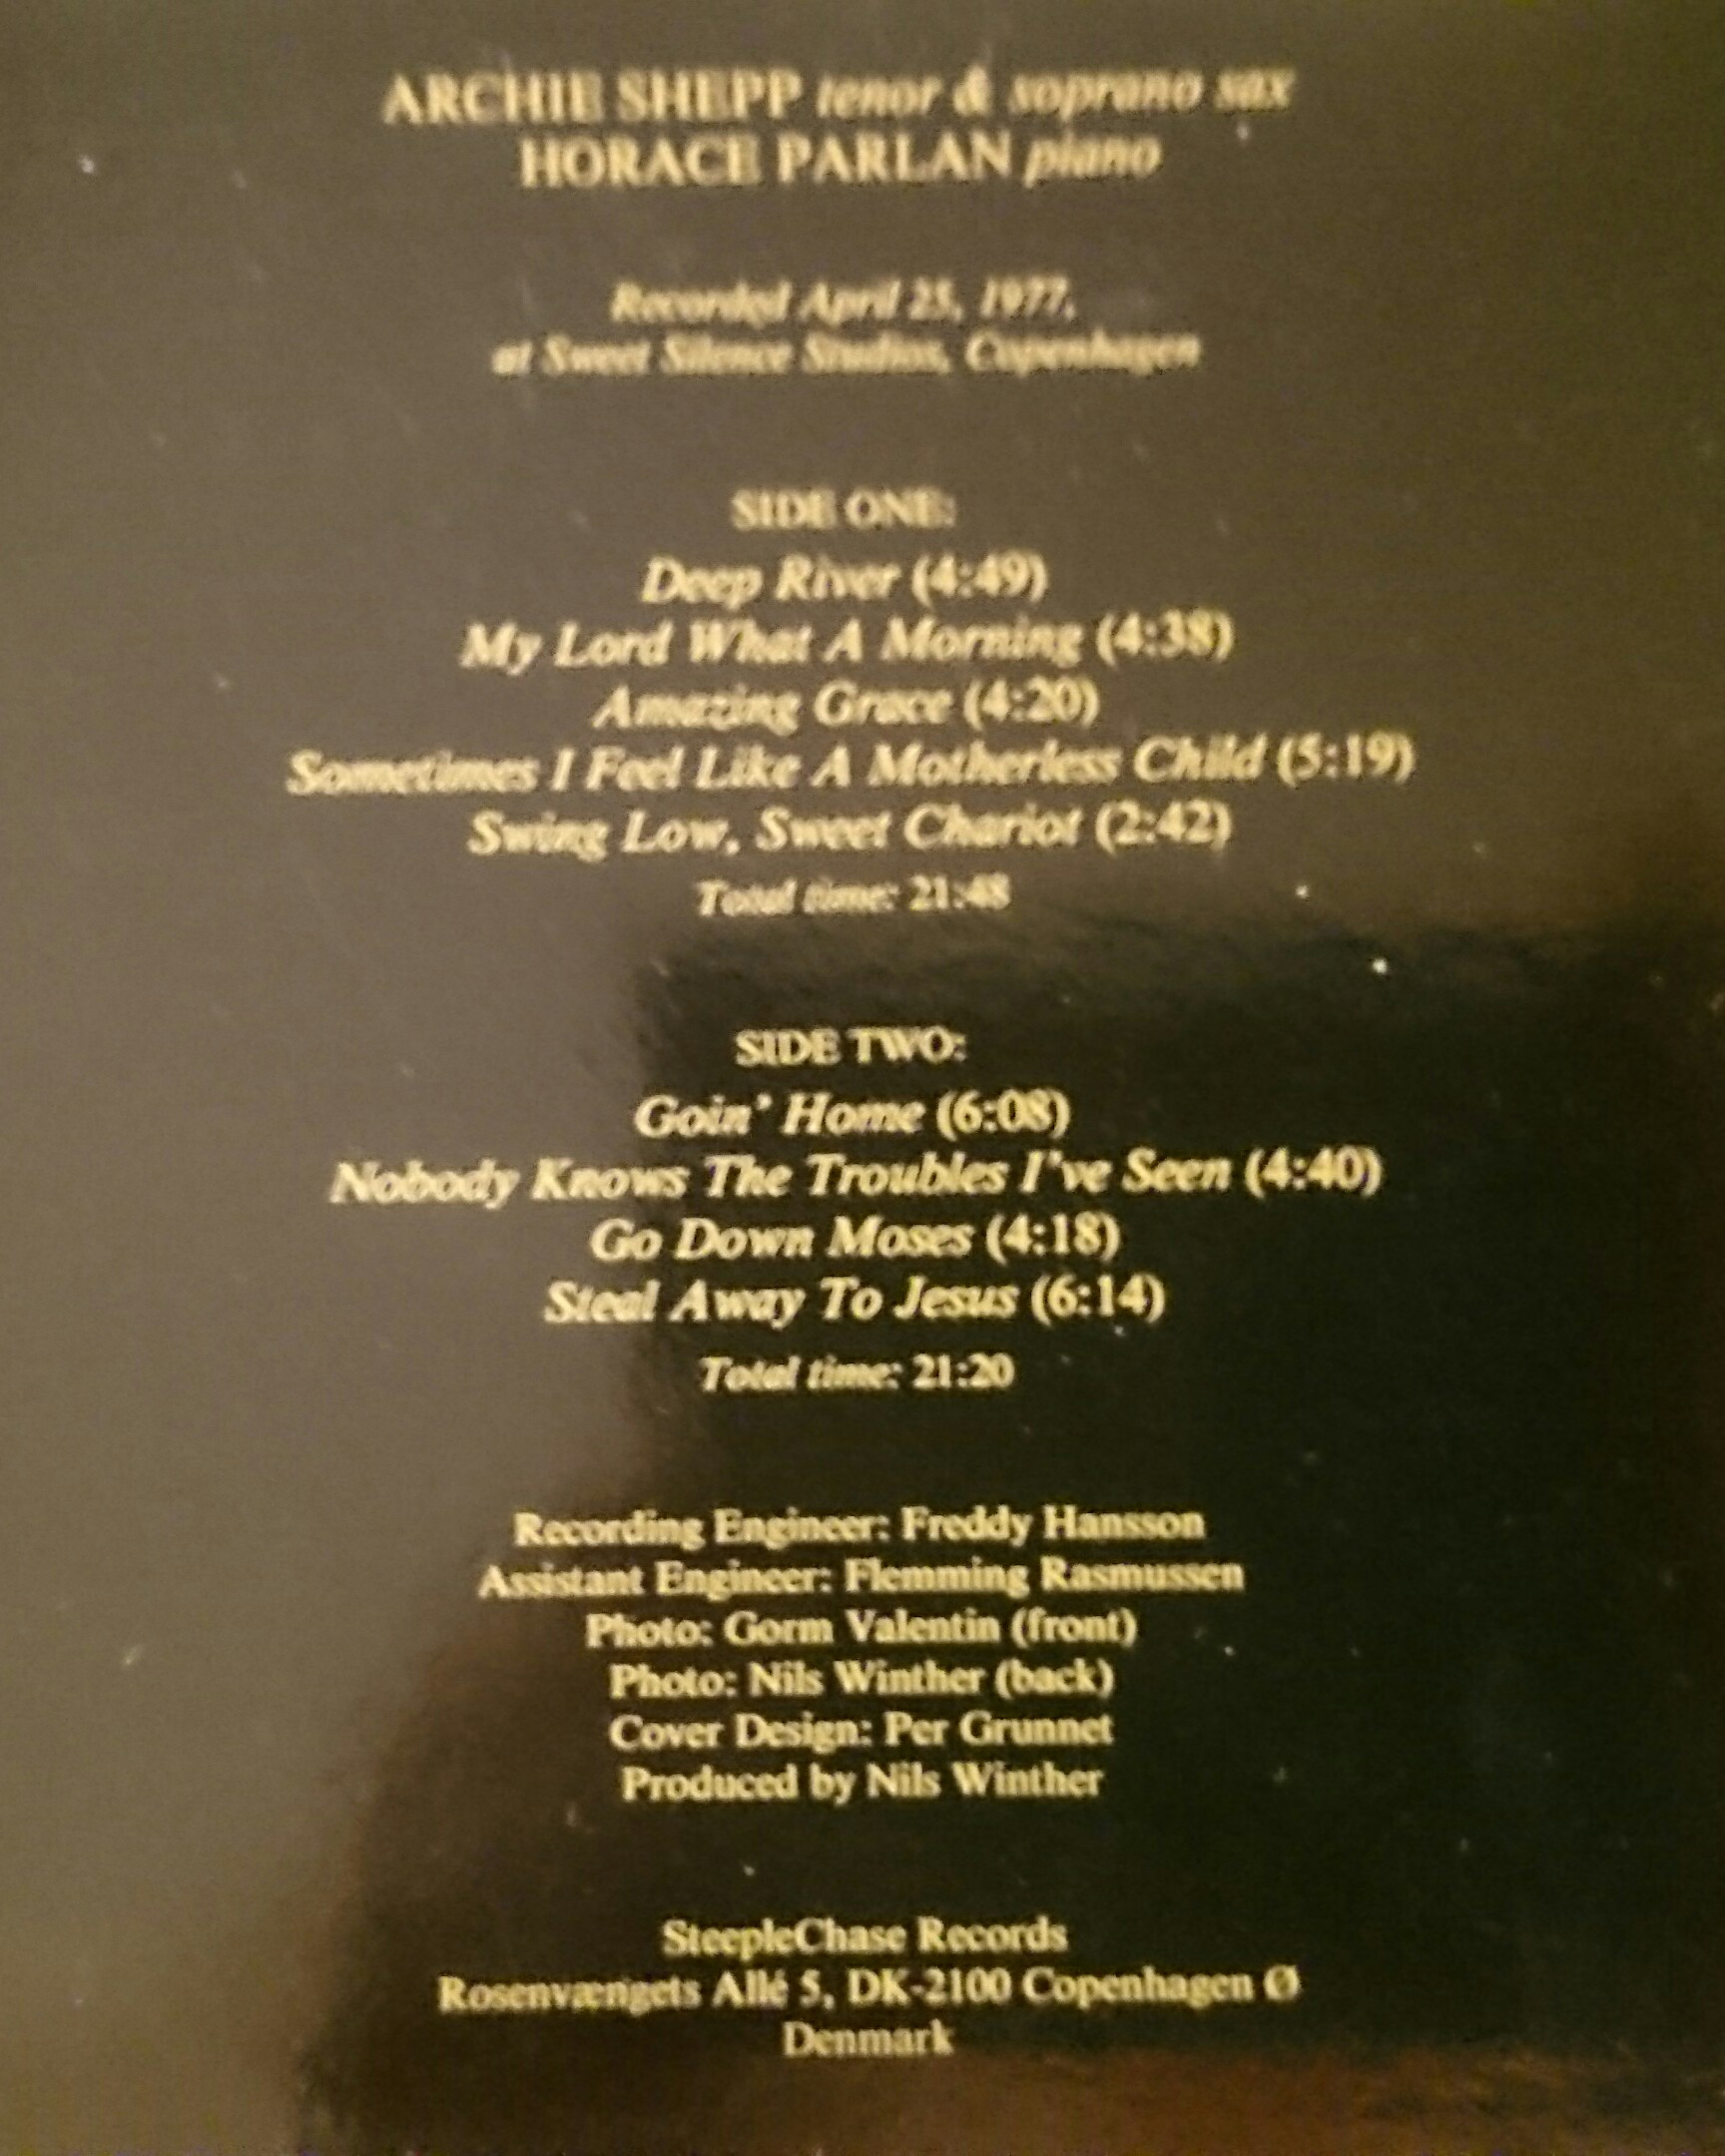 ARCHIE SHEPP tenor & soprano sax
HORACE PARLAN piano
Recorded April 25, 1977,
at Sweet Silence Studios, Copenhagen
SIDE ONE:
Deep River (4:49)
My Lord What A Morning (4:38)
Amazing Grace (4:20)
Sometimes I Feel Like A Motherless Child (5:19)
Swing Low, Sweet Chariot (2:42)
Total time: 21:48
SIDE TWO:
Goin' Home (6:08)
Nobody Knows The Troubles I've Seen (4:40)
Go Down Moses (4:18)
Steal Away To Jesus (6:14)
Total time: 21:20
Recording Engineer: Freddy Hansson
Assistant Engineer: Flemming Rasmussen
Photo: Gorm Valentin (front)
Photo: Nils Winther (back)
Cover Design: Per Grunnet
Produced by Nils Winther
SteepleChase Records
Rosenvængets Allé 5, DK-2100 Copenhagen Ø
Denmark